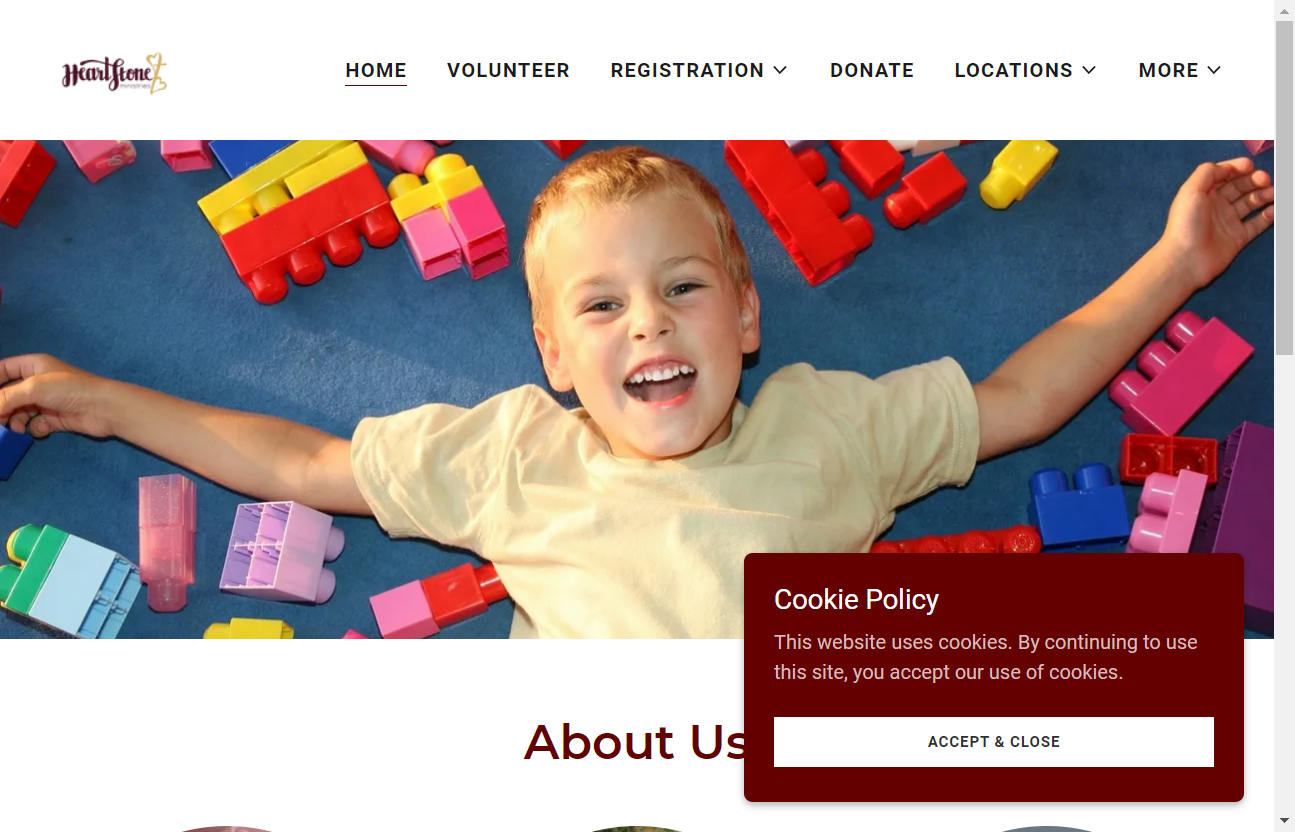 HeartStone
ministries
HOME VOLUNTEER REGISTRATION DONATE LOCATIONS MORE
About Us
Cookie Policy
This website uses cookies. By continuing to use
this site, you accept our use of cookies.
ACCEPT & CLOSE